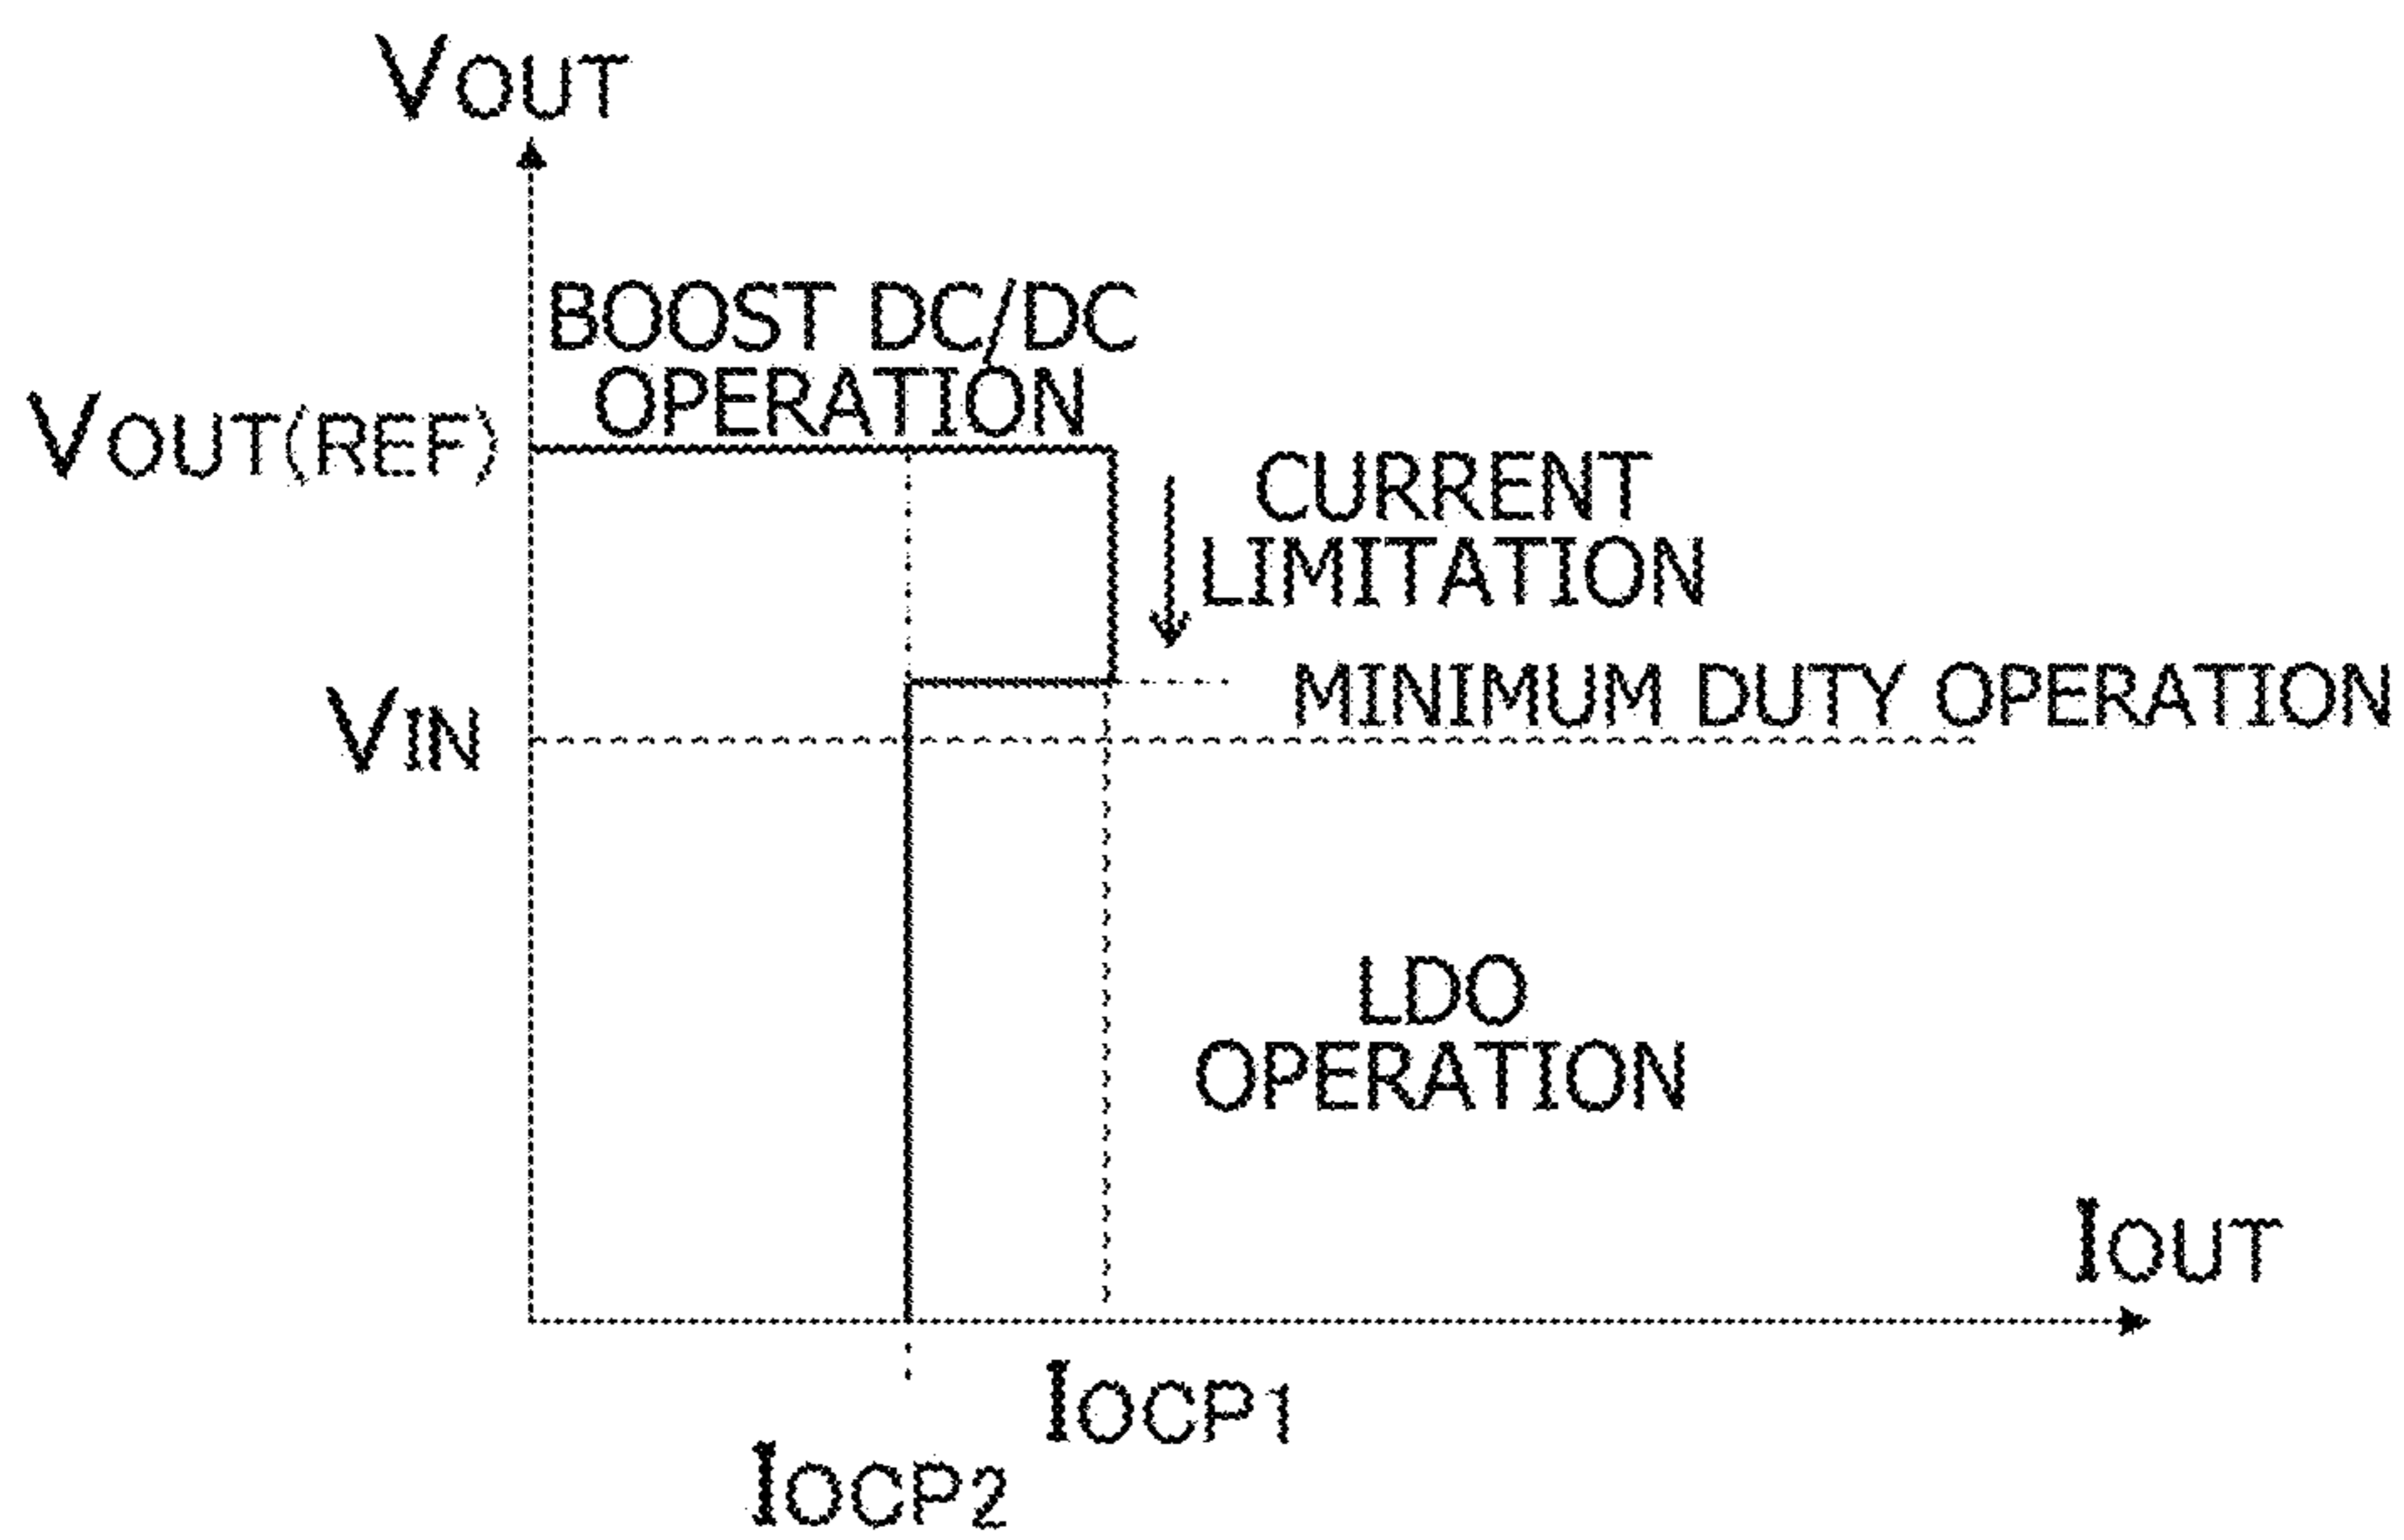 VOUT
BOOST DC/DC
OPERATION
VOUT(REF)
CURRENT
LIMITATION
MINIMUM DUTY OPERATION
VIN
LDO
OPERATION
IOUT
IOCP1
IOCP2